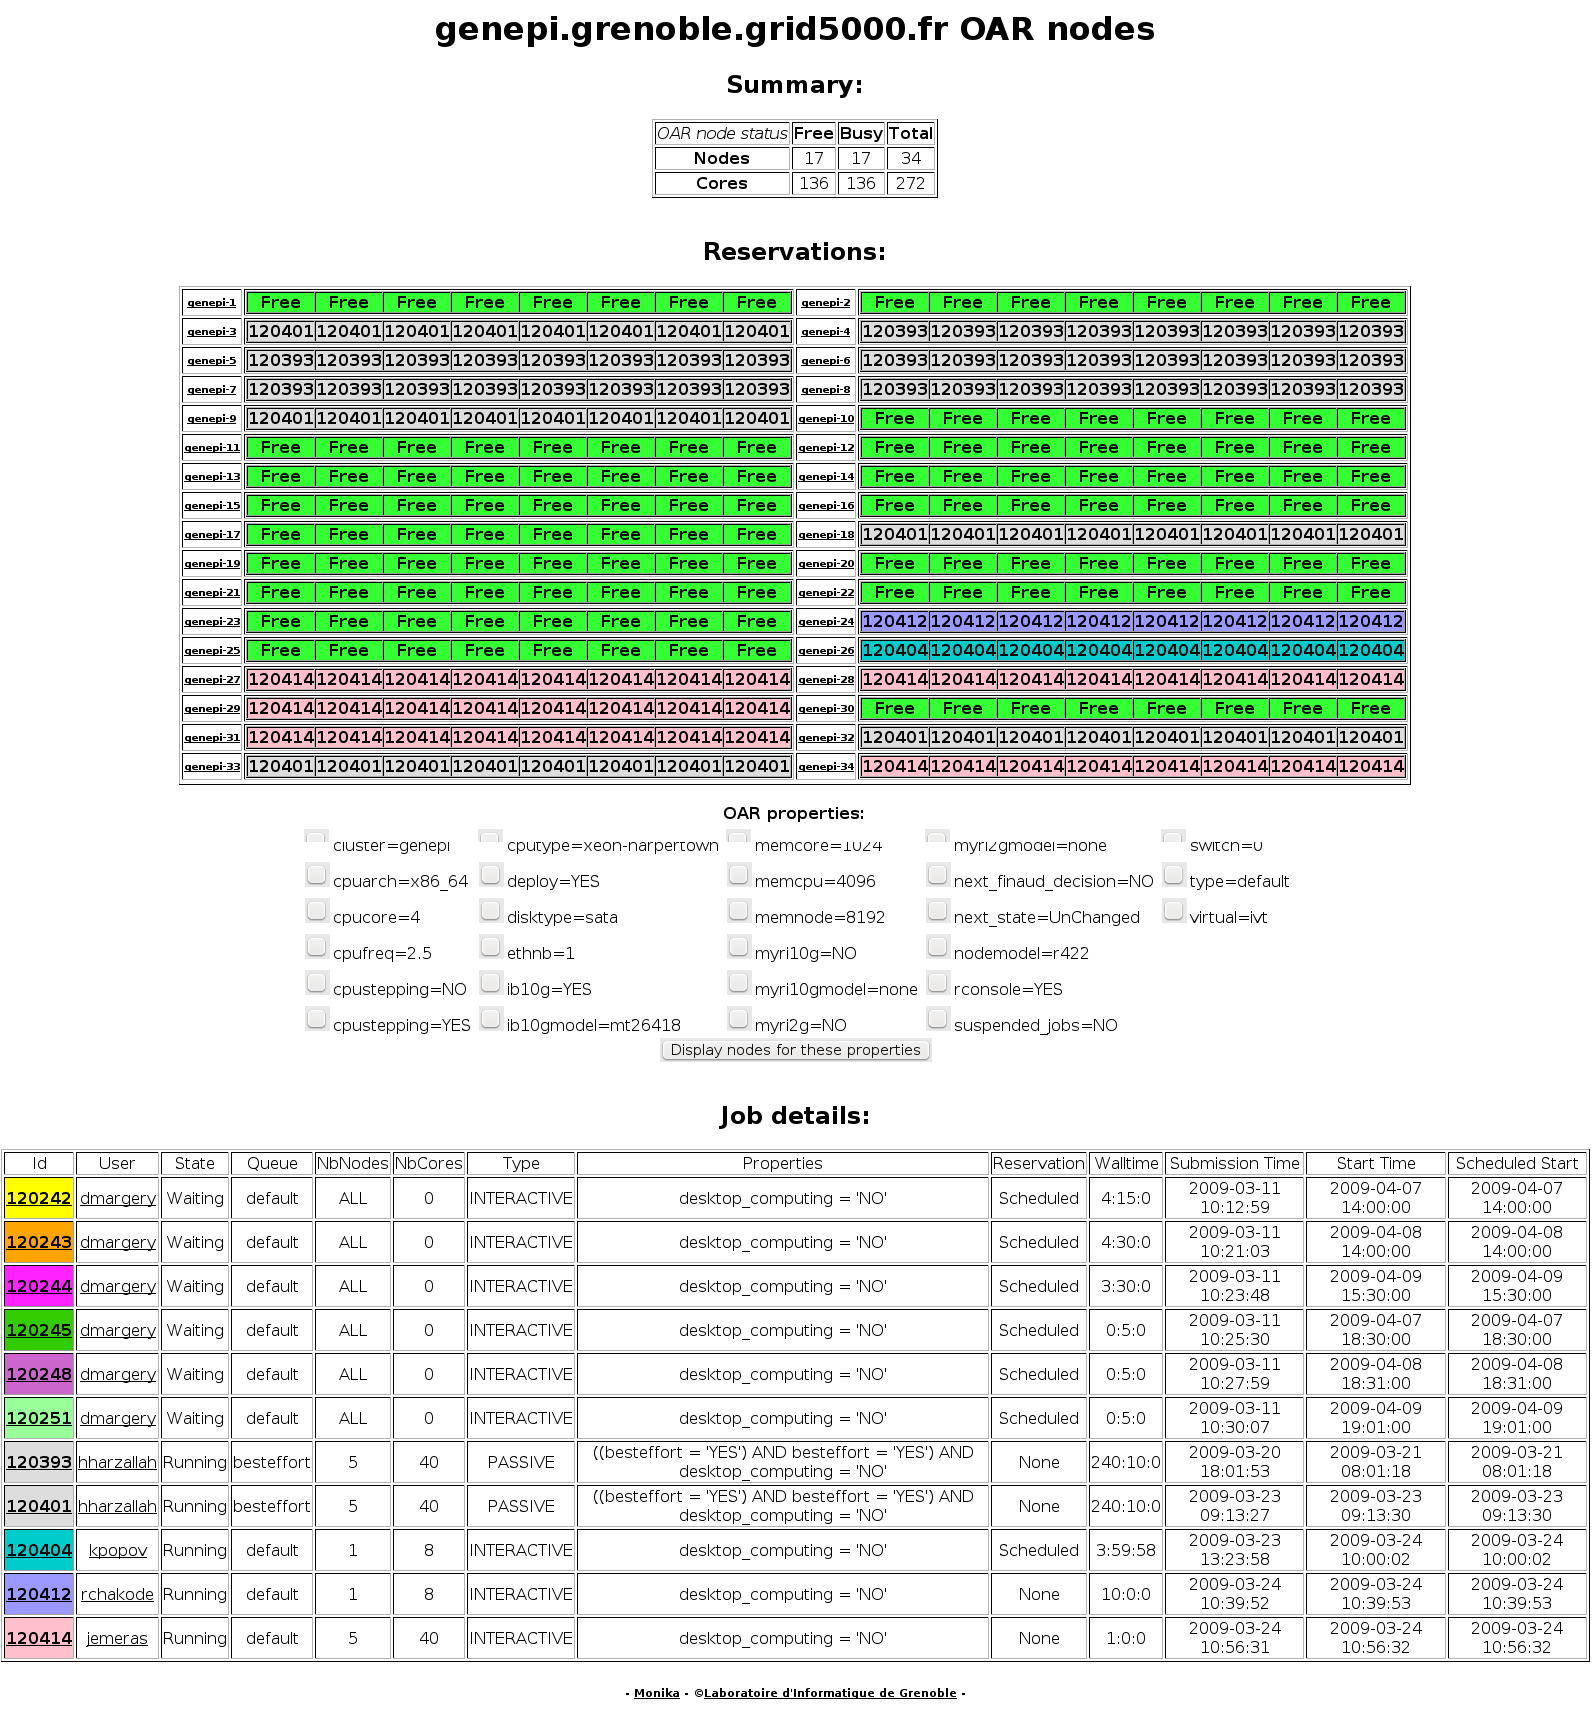 genepi.grenoble.grid5000.fr OAR nodes
Summary:
OAR node status Free Busy Total
Nodes 17 17 34
Cores 136 136 272
Reservations:
genepi-1 Free Free Free Free Free Free Free Free genepi-2 Free Free Free Free Free Free Free Free
genepi-3 120401 120401 120401 120401 120401 120401 120401 120401 genepi-4 120393 120393 120393 120393 120393 120393 120393 120393
genepi-5 120393 120393 120393 120393 120393 120393 120393 120393 genepi-6 120393 120393 120393 120393 120393 120393 120393 120393
genepi-7 120393 120393 120393 120393 120393 120393 120393 120393 genepi-8 120393 120393 120393 120393 120393 120393 120393 120393
genepi-9 120401 120401 120401 120401 120401 120401 120401 120401 genepi-10 Free Free Free Free Free Free Free Free
genepi-11 Free Free Free Free Free Free Free Free genepi-12 Free Free Free Free Free Free Free Free
genepi-13 Free Free Free Free Free Free Free Free genepi-14 Free Free Free Free Free Free Free Free
genepi-15 Free Free Free Free Free Free Free Free genepi-16 Free Free Free Free Free Free Free Free
genepi-17 Free Free Free Free Free Free Free Free genepi-18 120401 120401 120401 120401 120401 120401 120401 120401
genepi-19 Free Free Free Free Free Free Free Free genepi-20 Free Free Free Free Free Free Free Free
genepi-21 Free Free Free Free Free Free Free Free genepi-22 Free Free Free Free Free Free Free Free
genepi-23 Free Free Free Free Free Free Free Free genepi-24 120412 120412 120412 120412 120412 120412 120412 120412
genepi-25 Free Free Free Free Free Free Free Free genepi-26 120404 120404 120404 120404 120404 120404 120404 120404
genepi-27 120414 120414 120414 120414 120414 120414 120414 120414 genepi-28 120414 120414 120414 120414 120414 120414 120414 120414
genepi-29 120414 120414 120414 120414 120414 120414 120414 120414 genepi-30 Free Free Free Free Free Free Free Free
genepi-31 120414 120414 120414 120414 120414 120414 120414 120414 genepi-32 120401 120401 120401 120401 120401 120401 120401 120401
genepi-33 120401 120401 120401 120401 120401 120401 120401 120401 genepi-34 120414 120414 120414 120414 120414 120414 120414 120414
OAR properties:
cluster=genepi cputype=xeon-harpertown memcore=1024 myri2gmodel=none switch=0
cpuarch=x86_64 deploy=YES memcpu=4096 next_finaud_decision=NO type=default
cpucore=4 disktype=sata memnode=8192 next_state=UnChanged virtual=ivt
cpufreq=2.5 ethnb=1 myri10g=NO nodemodel=r422
cpustepping=NO ib10g=YES myri10gmodel=none rconsole=YES
cpustepping=YES ib10gmodel=mt26418 myri2g=NO suspended_jobs=NO
Display nodes for these properties
Job details:
Id User State Queue NbNodes NbCores Type Properties Reservation Walltime Submission Time Start Time Scheduled Start
120242 dmargery Waiting default ALL 0 INTERACTIVE desktop_computing = 'NO' Scheduled 4:15:0 2009-03-11 10:12:59 2009-04-07 14:00:00 2009-04-07 14:00:00
120243 dmargery Waiting default ALL 0 INTERACTIVE desktop_computing = 'NO' Scheduled 4:30:0 2009-03-11 10:21:03 2009-04-08 14:00:00 2009-04-08 14:00:00
120244 dmargery Waiting default ALL 0 INTERACTIVE desktop_computing = 'NO' Scheduled 3:30:0 2009-03-11 10:23:48 2009-04-09 15:30:00 2009-04-09 15:30:00
120245 dmargery Waiting default ALL 0 INTERACTIVE desktop_computing = 'NO' Scheduled 0:5:0 2009-03-11 10:25:30 2009-04-07 18:30:00 2009-04-07 18:30:00
120248 dmargery Waiting default ALL 0 INTERACTIVE desktop_computing = 'NO' Scheduled 0:5:0 2009-03-11 10:27:59 2009-04-08 18:31:00 2009-04-08 18:31:00
120251 dmargery Waiting default ALL 0 INTERACTIVE desktop_computing = 'NO' Scheduled 0:5:0 2009-03-11 10:30:07 2009-04-09 19:01:00 2009-04-09 19:01:00
120393 hharzallah Running besteffort 5 40 PASSIVE ((besteffort = 'YES') AND besteffort = 'YES') AND desktop_computing = 'NO' None 240:10:0 2009-03-20 18:01:53 2009-03-21 08:01:18 2009-03-21 08:01:18
120401 hharzallah Running besteffort 5 40 PASSIVE ((besteffort = 'YES') AND besteffort = 'YES') AND desktop_computing = 'NO' None 240:10:0 2009-03-23 09:13:27 2009-03-23 09:13:30 2009-03-23 09:13:30
120404 kpopov Running default 1 8 INTERACTIVE desktop_computing = 'NO' Scheduled 3:59:58 2009-03-23 13:23:58 2009-03-24 10:00:02 2009-03-24 10:00:02
120412 rchakode Running default 1 8 INTERACTIVE desktop_computing = 'NO' None 10:0:0 2009-03-24 10:39:52 2009-03-24 10:39:53 2009-03-24 10:39:53
120414 jemeras Running default 5 40 INTERACTIVE desktop_computing = 'NO' None 1:0:0 2009-03-24 10:56:31 2009-03-24 10:56:32 2009-03-24 10:56:32
- Monika - ©Laboratoire d'Informatique de Grenoble -